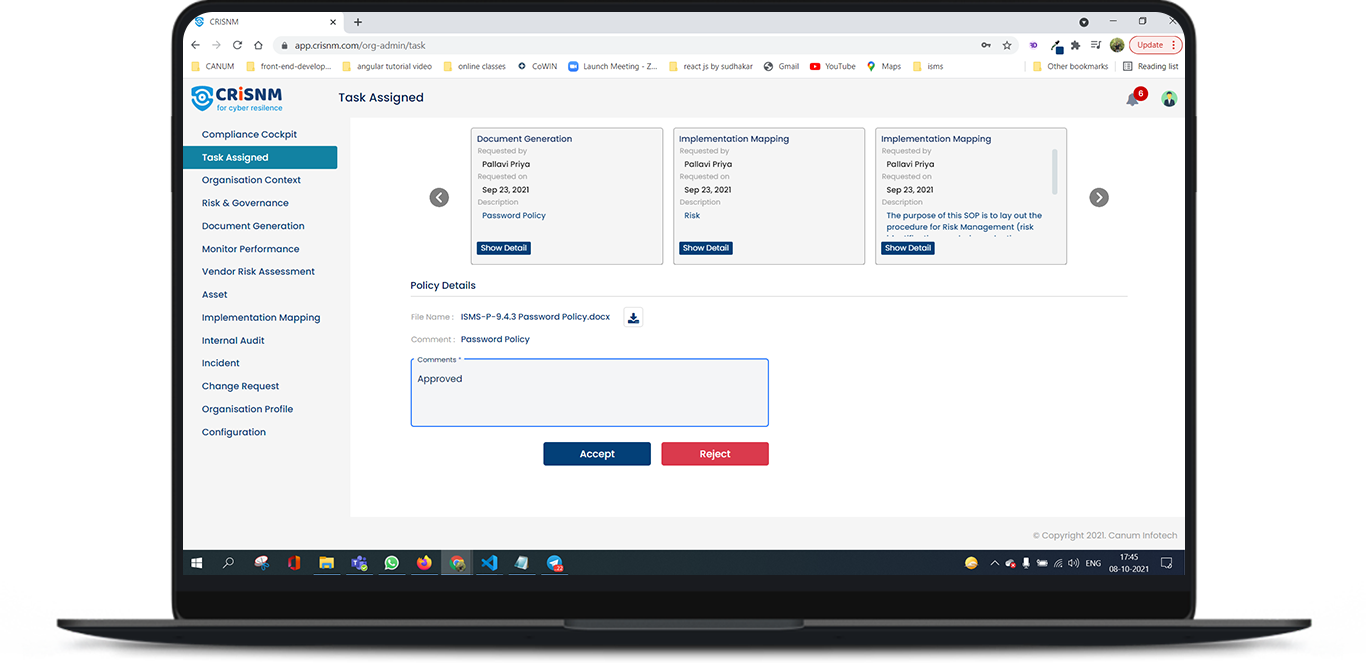 CRISNM
app.crisnm.com/org-admin/task
Update
CANUM
front-end-develop...
angular tutorial video
online classes
CoWIN
Launch Meeting - Z...
react js by sudhakar
Gmail
YouTube
Maps
isms
Other bookmarks
Reading list
CRiSNM
for cyber resilence
Task Assigned
6
Compliance Cockpit
Task Assigned
Organisation Context
Risk & Governance
Document Generation
Monitor Performance
Vendor Risk Assessment
Asset
Implementation Mapping
Internal Audit
Incident
Change Request
Organisation Profile
Configuration
Document Generation
Requested by
Pallavi Priya
Requested on
Sep 23, 2021
Description
Password Policy
Show Detail
Implementation Mapping
Requested by
Pallavi Priya
Requested on
Sep 23, 2021
Description
Risk
Show Detail
Implementation Mapping
Requested by
Pallavi Priya
Requested on
Sep 23, 2021
Description
The purpose of this SOP is to lay out the
procedure for Risk Management (risk
Show Detail
Policy Details
File Name : ISMS-P-9.4.3 Password Policy.docx
Comment : Password Policy
Comments *
Approved
Accept
Reject
© Copyright 2021. Canum Infotech
ENG
17:45
08-10-2021